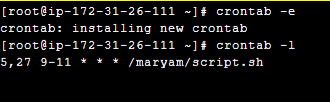 [root@ip-172-31-26-111 ~]# crontab -e
crontab: installing new crontab
[root@ip-172-31-26-111 ~]# crontab -l
5,27 9-11 * * * /maryam/script.sh